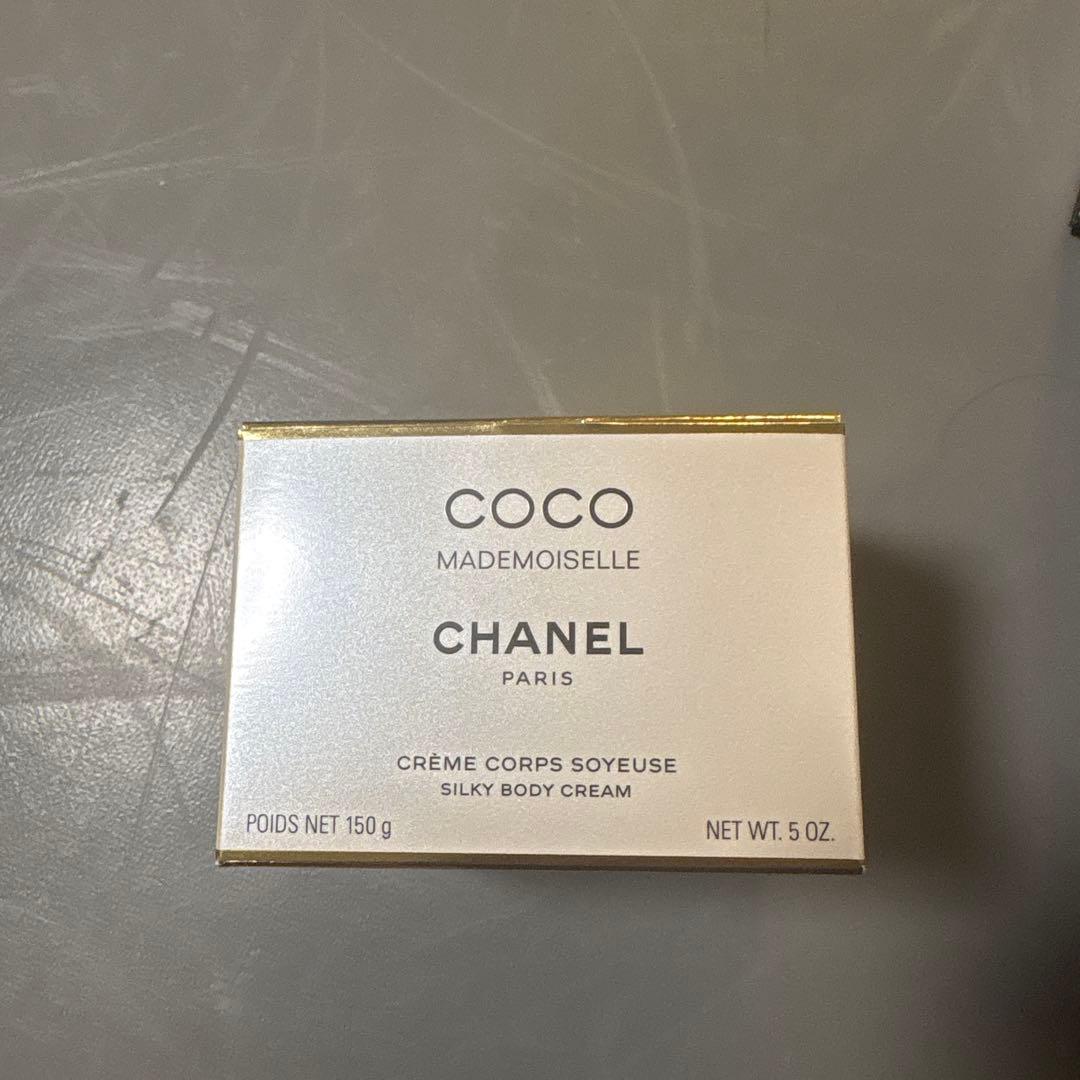 COCO
MADEMOISELLE
CHANEL
PARIS
CRÈME CORPS SOYEUSE
SILKY BODY CREAM
POIDS NET 150 g NET WT. 5 OZ.